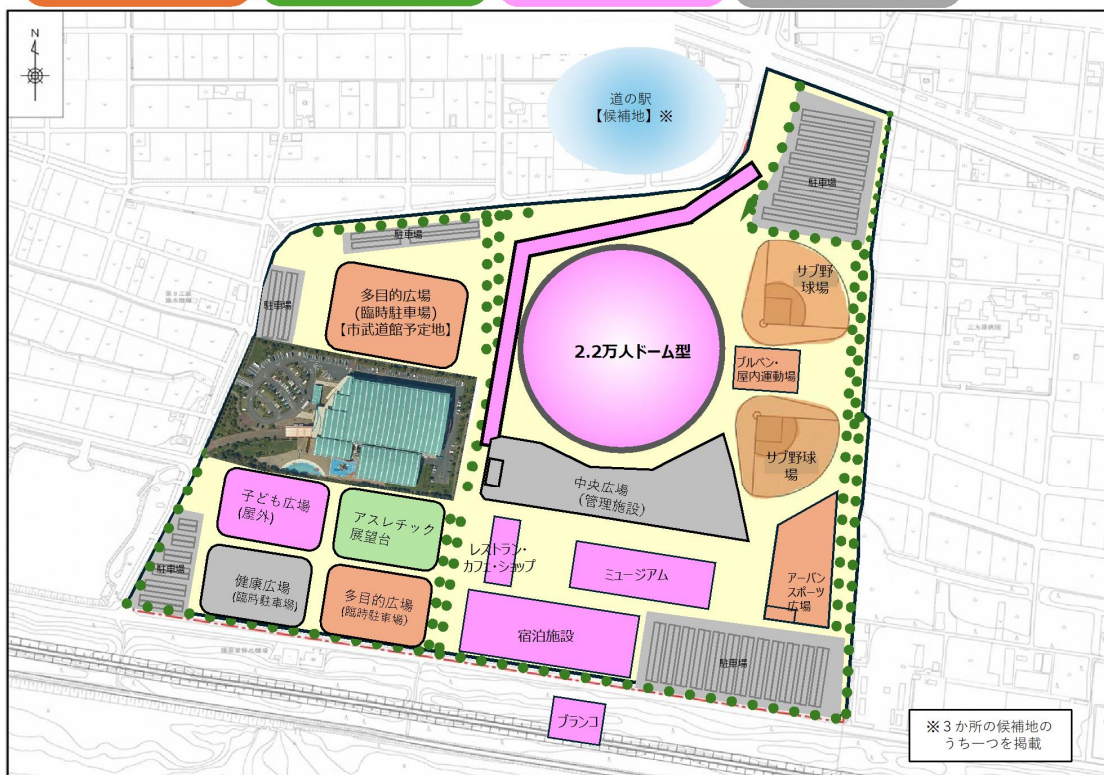 N
道の駅
【候補地】※
駐車場
駐車場
サブ野
球場
駐車場
多目的広場
(臨時駐車場)
【市武道館予定地】
2.2万人ドーム型
ブルペン・
屋内運動場
サブ野球
場
中央広場
(管理施設)
子ども広場
(屋外)
アスレチック
展望台
レストラン・
カフェ・ショップ
ミュージアム
駐車場
健康広場
(臨時駐車場)
多目的広場
(臨時駐車場)
アーバン
スポーツ
広場
宿泊施設
駐車場
ブランコ
※３か所の候補地の
うち一つを掲載